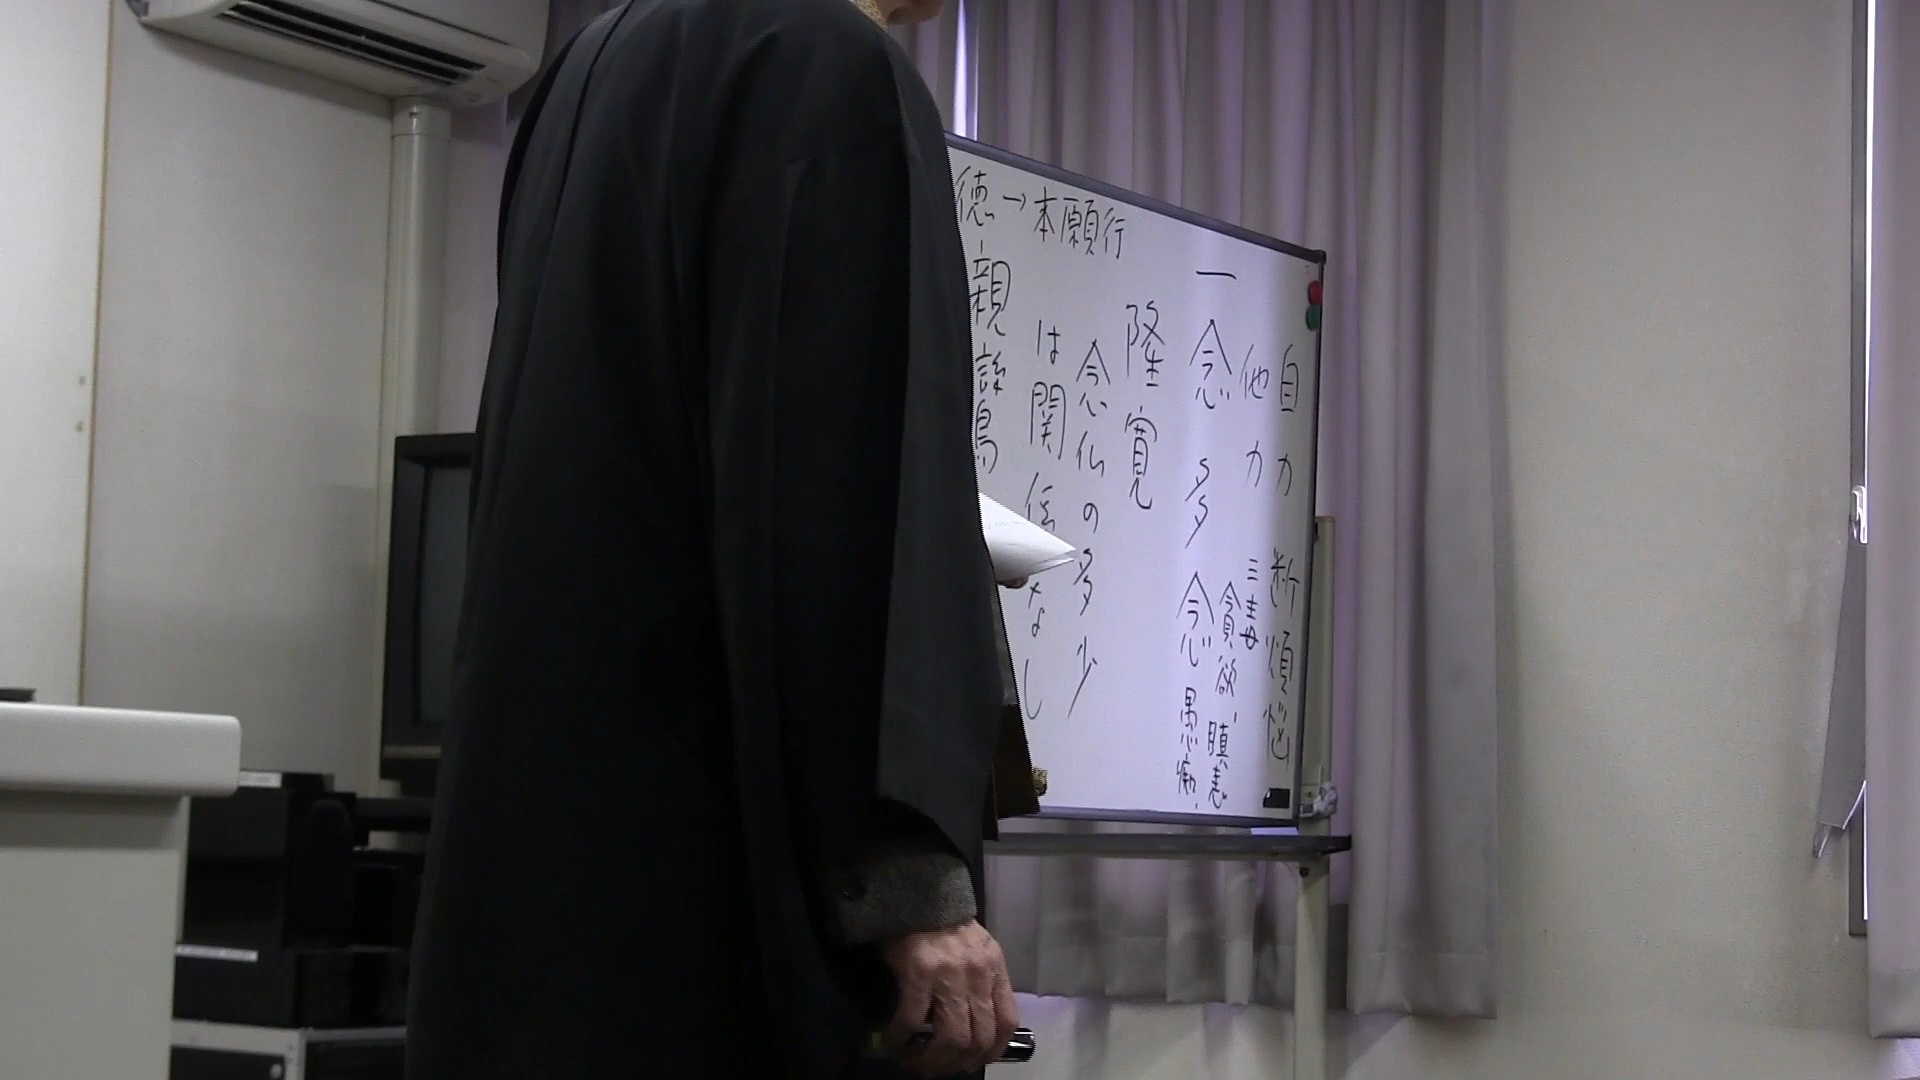 自力 断煩悩
他力 三毒
貪欲、瞋恚、
愚痴、
一念多念
隆寛
念仏の多少
は関係なし
親鸞
徳→本願行